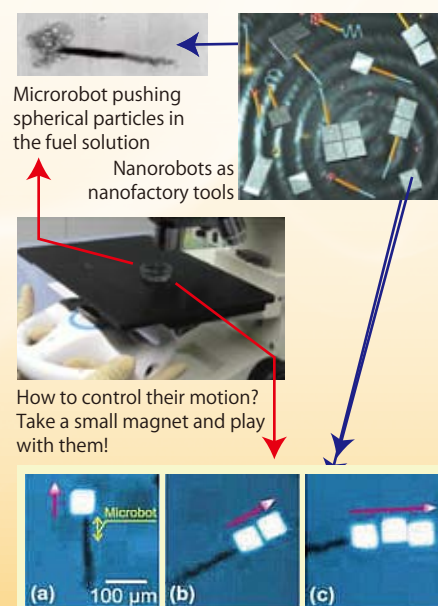 Microrobot pushing
spherical particles in
the fuel solution
Nanorobots as
nanofactory tools
How to control their motion?
Take a small magnet and play
with them!
Microbot
(a) 100 μm (b) (c)